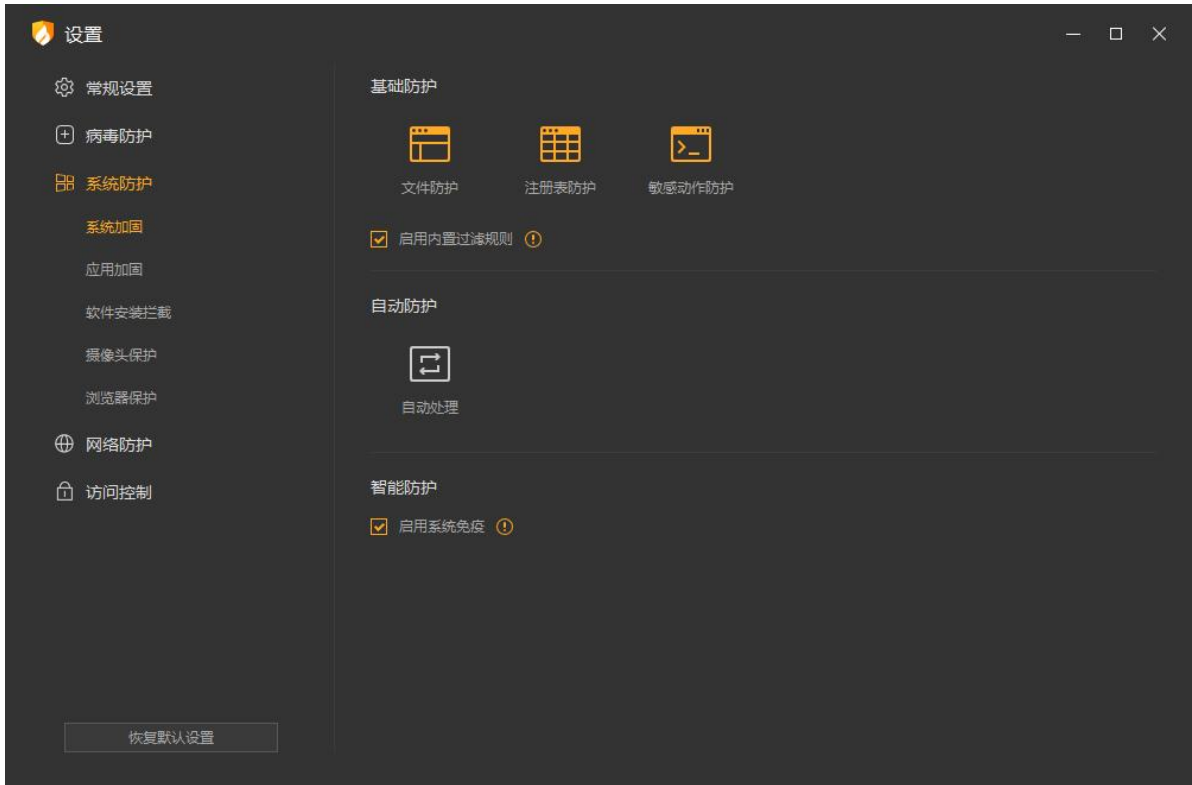 设置
常规设置
病毒防护
系统防护
系统加固
应用加固
软件安装拦截
摄像头保护
浏览器保护
网络防护
访问控制
恢复默认设置
基础防护
文件防护 注册表防护 敏感动作防护
启用内置过滤规则
自动防护
自动处理
智能防护
启用系统免疫